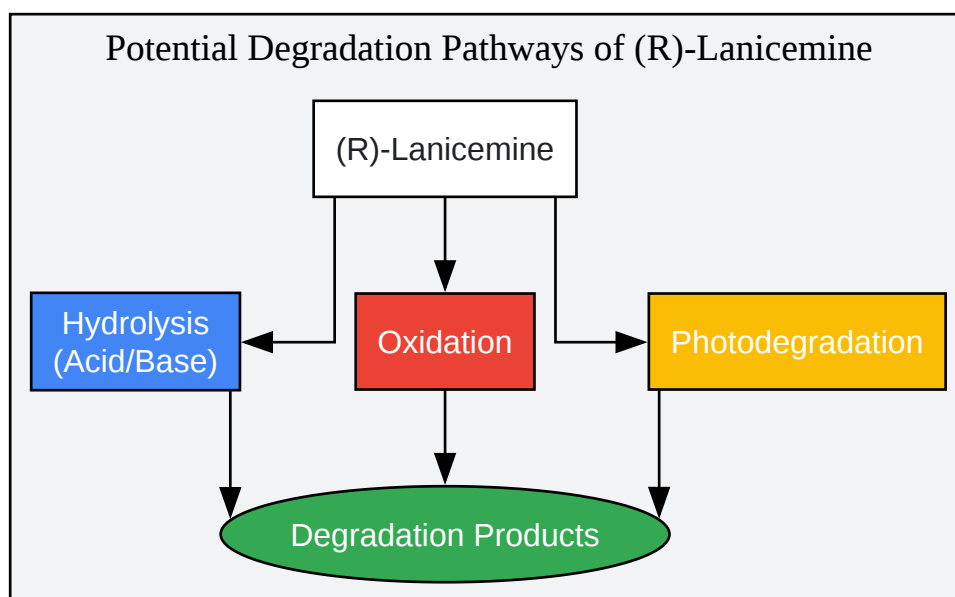 Potential Degradation Pathways of (R)-Lanicemine
(R)-Lanicemine
Hydrolysis
(Acid/Base)
Oxidation
Photodegradation
Degradation Products